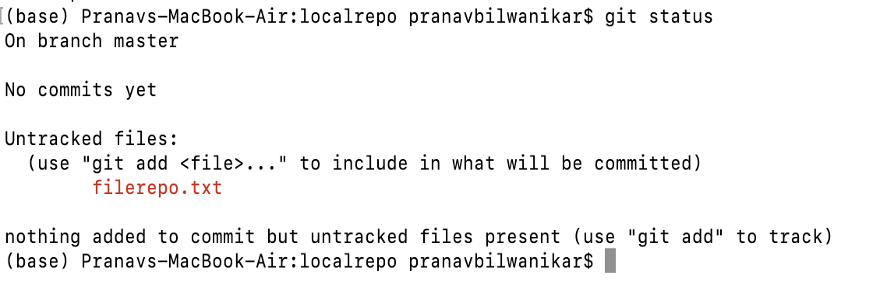 (base) Pranavs-MacBook-Air:localrepo pranavbilwanikar$ git status
On branch master
No commits yet
Untracked files:
(use "git add <file>..." to include in what will be committed)
filerepo.txt
nothing added to commit but untracked files present (use "git add" to track)
(base) Pranavs-MacBook-Air:localrepo pranavbilwanikar$